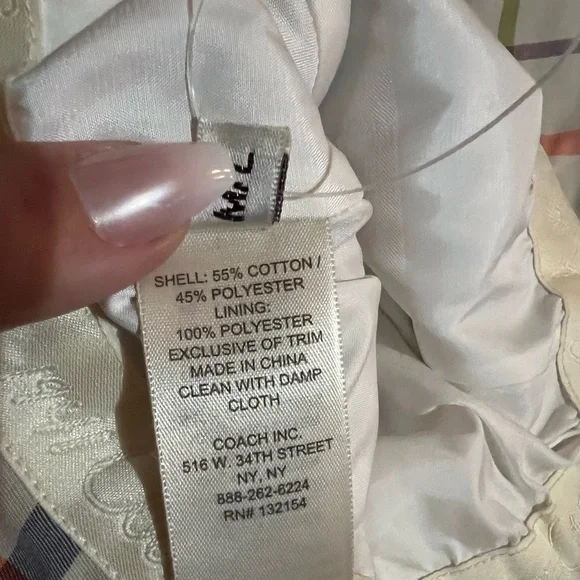 SHELL: 55% COTTON /
45% POLYESTER
LINING:
100% POLYESTER
EXCLUSIVE OF TRIM
MADE IN CHINA
CLEAN WITH DAMP
CLOTH
COACH INC.
516 W. 34TH STREET
NY, NY
888-262-6224
RN# 132154